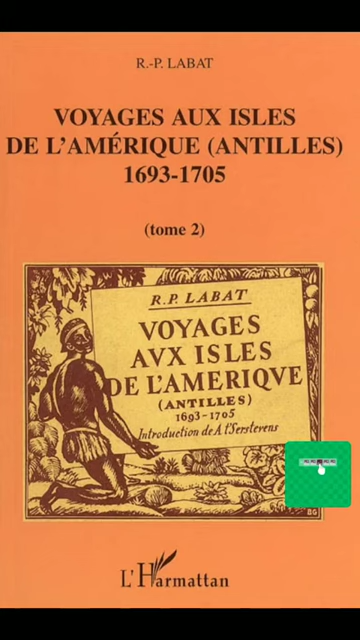 R.-P. LABAT
VOYAGES AUX ISLES
DE L'AMÉRIQUE (ANTILLES)
1693-1705
(tome 2)
R.P. LABAT
VOYAGES
AVX ISLES
DE L'AMERIQVE
(ANTILLES)
1693-1705
Introduction de A. t'Serstevens
BG
L'Harmattan